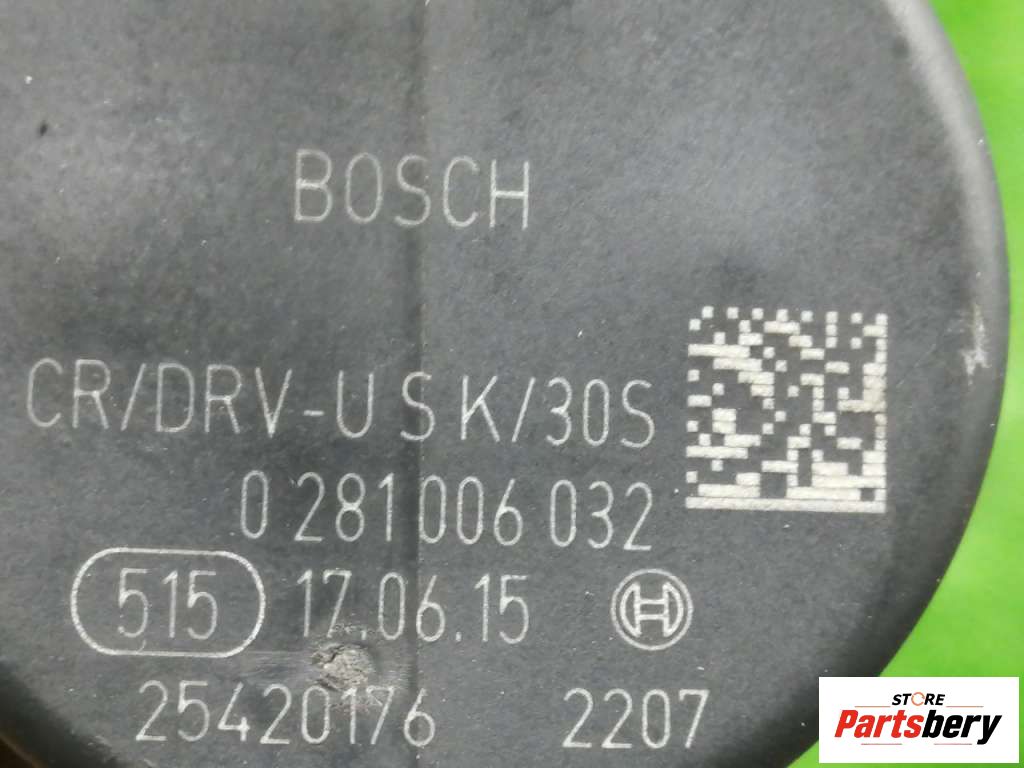 BOSCH
CR/DRV-U S K/30S
0 281 006 032
515 17.06.15
25420176 2207
STORE
Partsbery